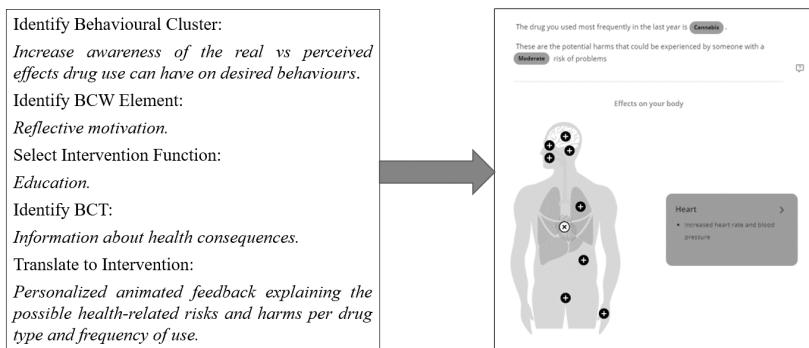 Identify Behavioural Cluster:
Increase awareness of the real vs perceived
effects drug use can have on desired behaviours.
Identify BCW Element:
Reflective motivation.
Select Intervention Function:
Education.
Identify BCT:
Information about health consequences.
Translate to Intervention:
Personalized animated feedback explaining the
possible health-related risks and harms per drug
type and frequency of use.
The drug you used most frequently in the last year is Cannabis .
These are the potential harms that could be experienced by someone with a
Moderate risk of problems
Effects on your body
Heart
Increased heart rate and blood
pressure